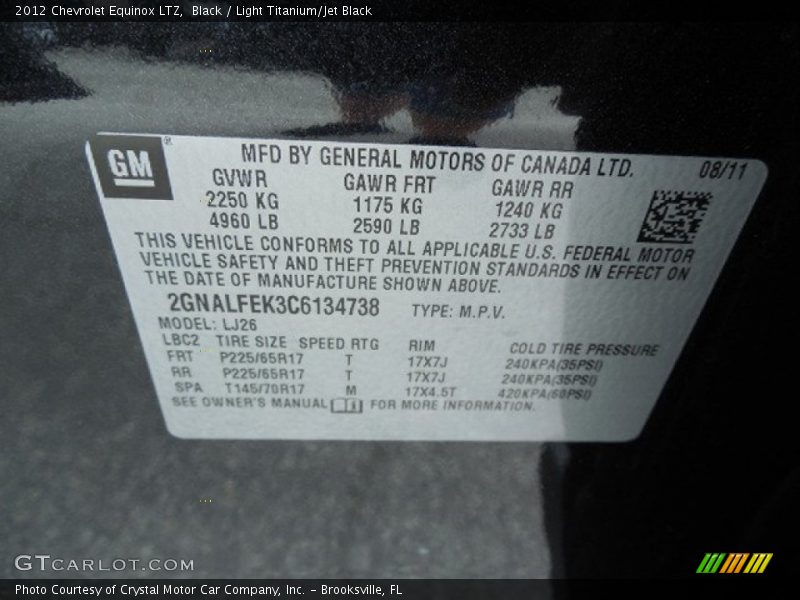 2012 Chevrolet Equinox LTZ, Black / Light Titanium/Jet Black
GM®
MFD BY GENERAL MOTORS OF CANADA LTD. 08/11
GVWR GAWR FRT GAWR RR
2250 KG 1175 KG 1240 KG
4960 LB 2590 LB 2733 LB
THIS VEHICLE CONFORMS TO ALL APPLICABLE U.S. FEDERAL MOTOR
VEHICLE SAFETY AND THEFT PREVENTION STANDARDS IN EFFECT ON
THE DATE OF MANUFACTURE SHOWN ABOVE.
2GNALFEK3C6134738 TYPE: M.P.V.
MODEL: LJ26
LBC2 TIRE SIZE SPEED RTG RIM COLD TIRE PRESSURE
FRT P225/65R17 T 17X7J 240KPA(35PSI)
RR P225/65R17 T 17X7J 240KPA(35PSI)
SPA T145/70R17 M 17X4.5T 420KPA(60PSI)
SEE OWNER'S MANUAL FOR MORE INFORMATION.
GTCARLOT.COM
Photo Courtesy of Crystal Motor Car Company, Inc. – Brooksville, FL